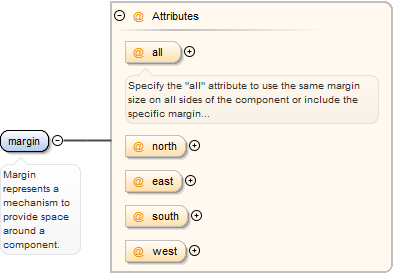 @ Attributes
@ all
Specify the "all" attribute to use the same margin
size on all sides of the component or include the
specific margin...
@ north
margin
@ east
Margin
represents a
mechanism to
provide space
around a
component.
@ south
@ west